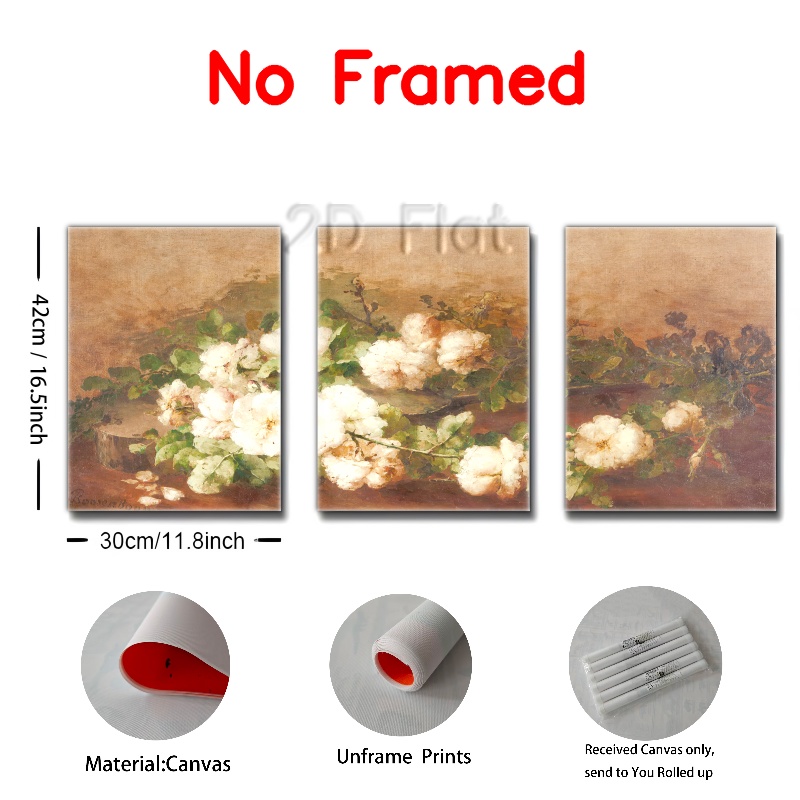 No Framed
2D Flat
42cm / 16.5inch
30cm/11.8inch
Material:Canvas
Unframe Prints
Received Canvas only,
send to You Rolled up